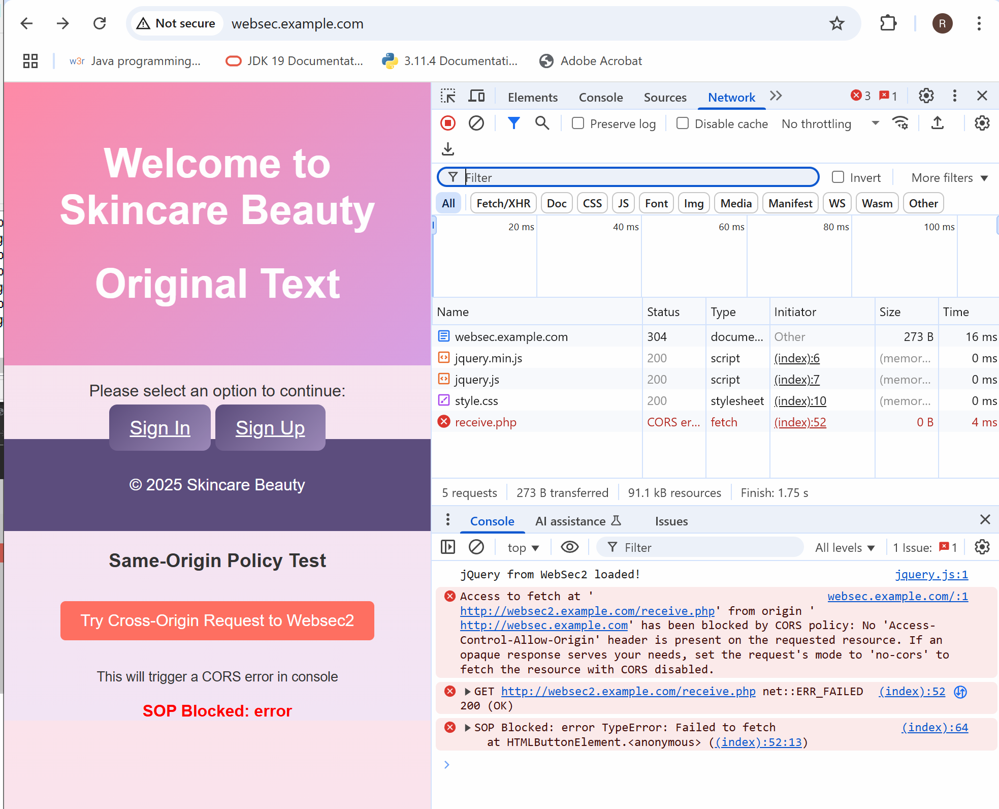 Not secure websec.example.com R
w3r Java programming... JDK 19 Documentat... 3.11.4 Documentati... Adobe Acrobat
Welcome to
Skincare Beauty
Original Text
Please select an option to continue:
Sign In Sign Up
© 2025 Skincare Beauty
Same-Origin Policy Test
Try Cross-Origin Request to Websec2
This will trigger a CORS error in console
SOP Blocked: error
Elements Console Sources Network 3 1
Preserve log Disable cache No throttling
Filter Invert More filters
All Fetch/XHR Doc CSS JS Font Img Media Manifest WS Wasm Other
20 ms 40 ms 60 ms 80 ms 100 ms
Name Status Type Initiator Size Time
websec.example.com 304 docume... Other 273 B 16 ms
jquery.min.js 200 script (index):6 (memor... 0 ms
jquery.js 200 script (index):7 (memor... 0 ms
style.css 200 stylesheet (index):10 (memor... 0 ms
receive.php CORS er... fetch (index):52 0 B 4 ms
5 requests 273 B transferred 91.1 kB resources Finish: 1.75 s
Console AI assistance Issues
top Filter All levels 1 Issue: 1
jQuery from WebSec2 loaded! jquery.js:1
Access to fetch at ' websec.example.com/:1
http://websec2.example.com/receive.php' from origin '
http://websec.example.com' has been blocked by CORS policy: No 'Access-
Control-Allow-Origin' header is present on the requested resource. If an
opaque response serves your needs, set the request's mode to 'no-cors' to
fetch the resource with CORS disabled.
GET http://websec2.example.com/receive.php net::ERR_FAILED (index):52
200 (OK)
SOP Blocked: error TypeError: Failed to fetch (index):64
at HTMLButtonElement.<anonymous> ((index):52:13)